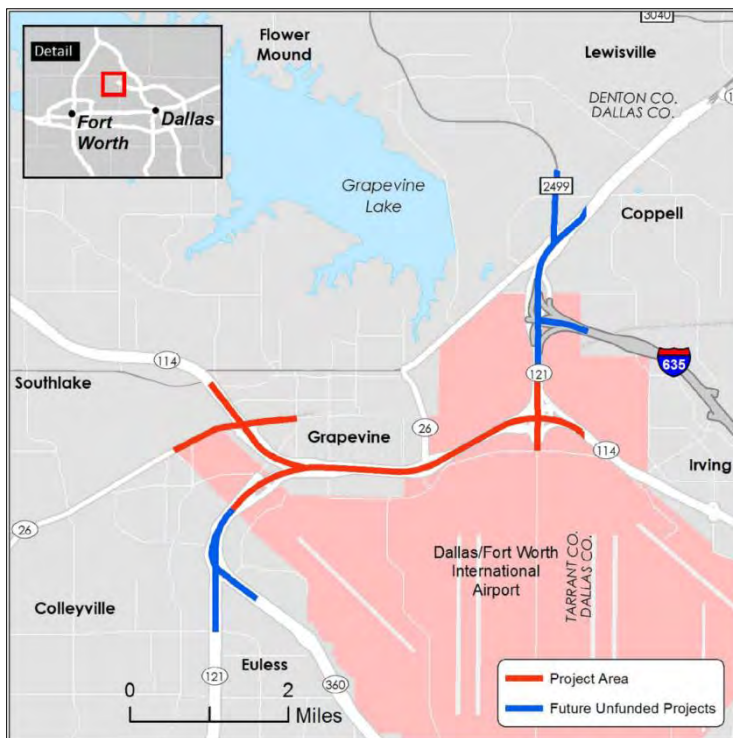 Detail
Fort
Worth
Dallas
Flower
Mound
3040
Lewisville
DENTON CO.
DALLAS CO.
Grapevine
Lake
2499
Coppell
114
Southlake
121
635
Grapevine
26
114
Irving
26
Dallas/Fort Worth
International
Airport
TARRANT CO.
DALLAS CO.
Colleyville
Euless
121
360
0 2
Miles
Project Area
Future Unfunded Projects